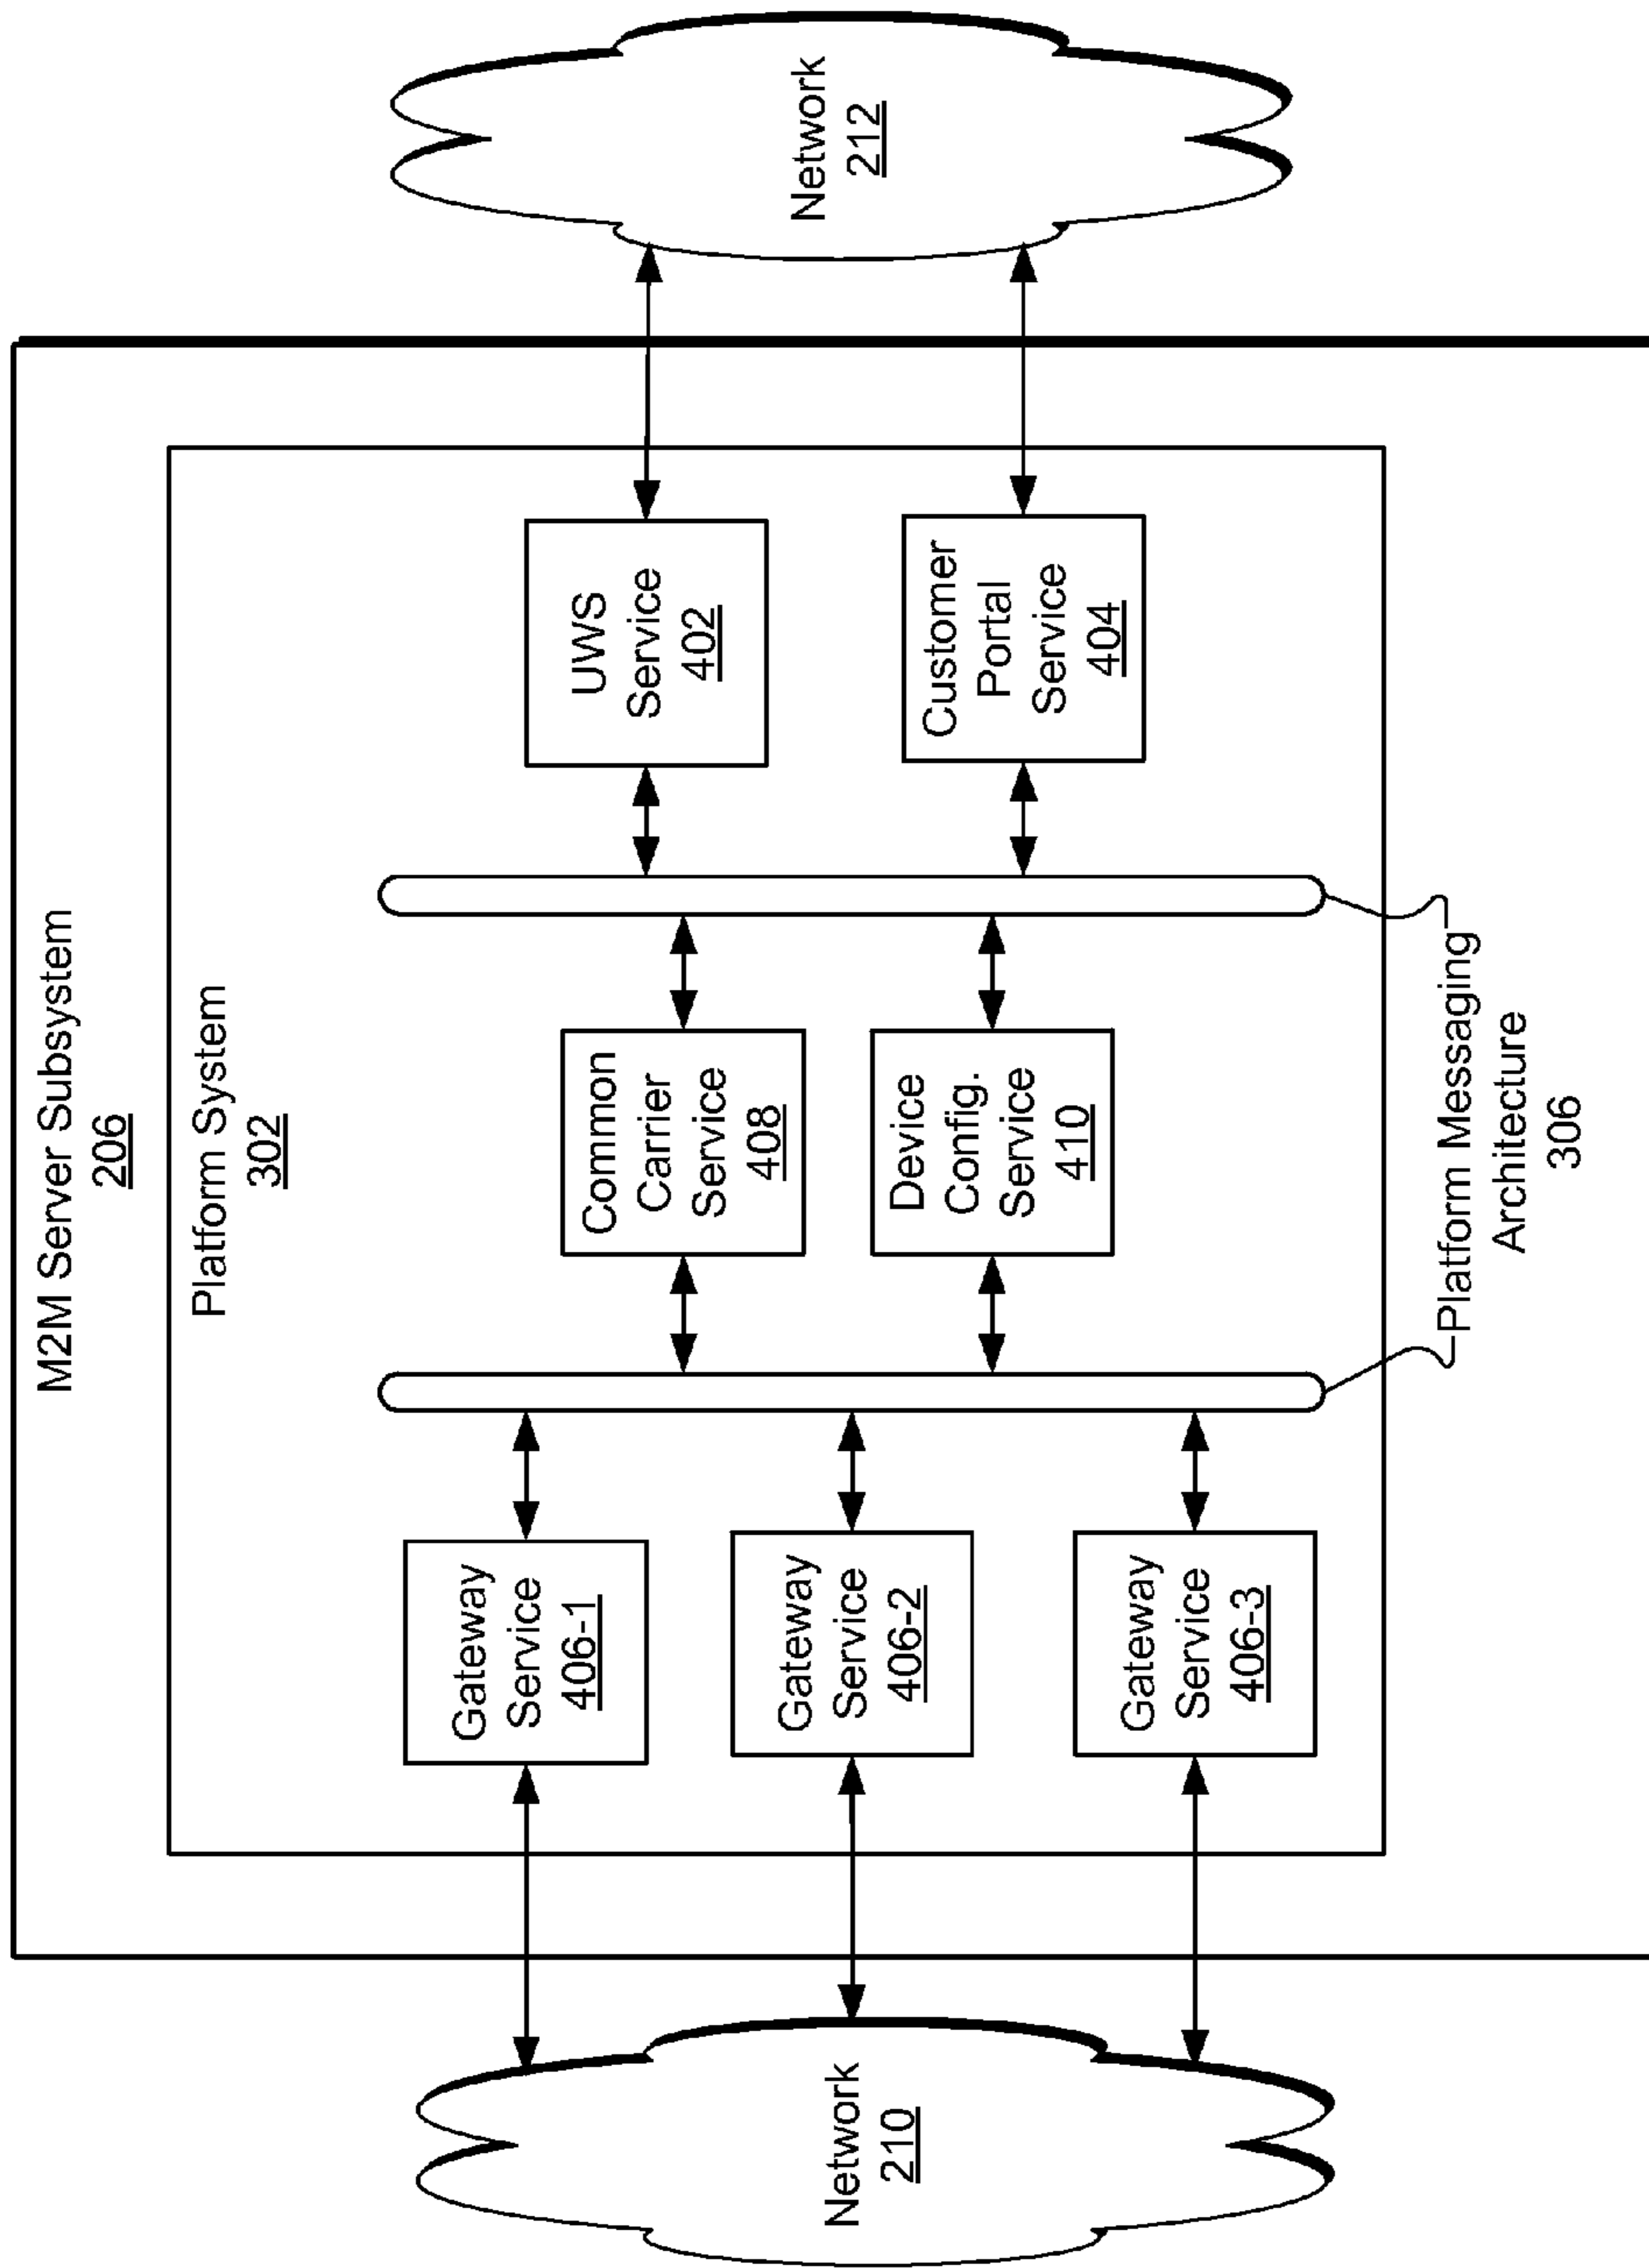 M2M Server Subsystem
206
Platform System
302
Network
210
Gateway
Service
406-1
Gateway
Service
406-2
Gateway
Service
406-3
Common
Carrier
Service
408
Device
Config.
Service
410
UWS
Service
402
Customer
Portal
Service
404
Network
212
Platform Messaging
Architecture
306